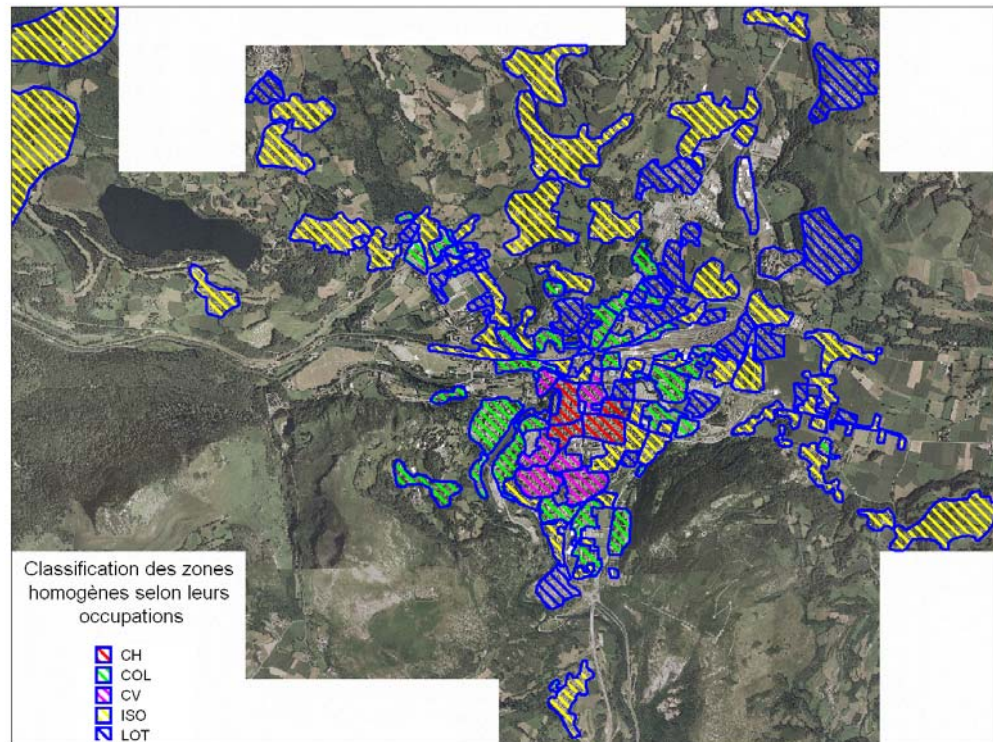 Classification des zones
homogènes selon leurs
occupations
CH
COL
CV
ISO
LOT